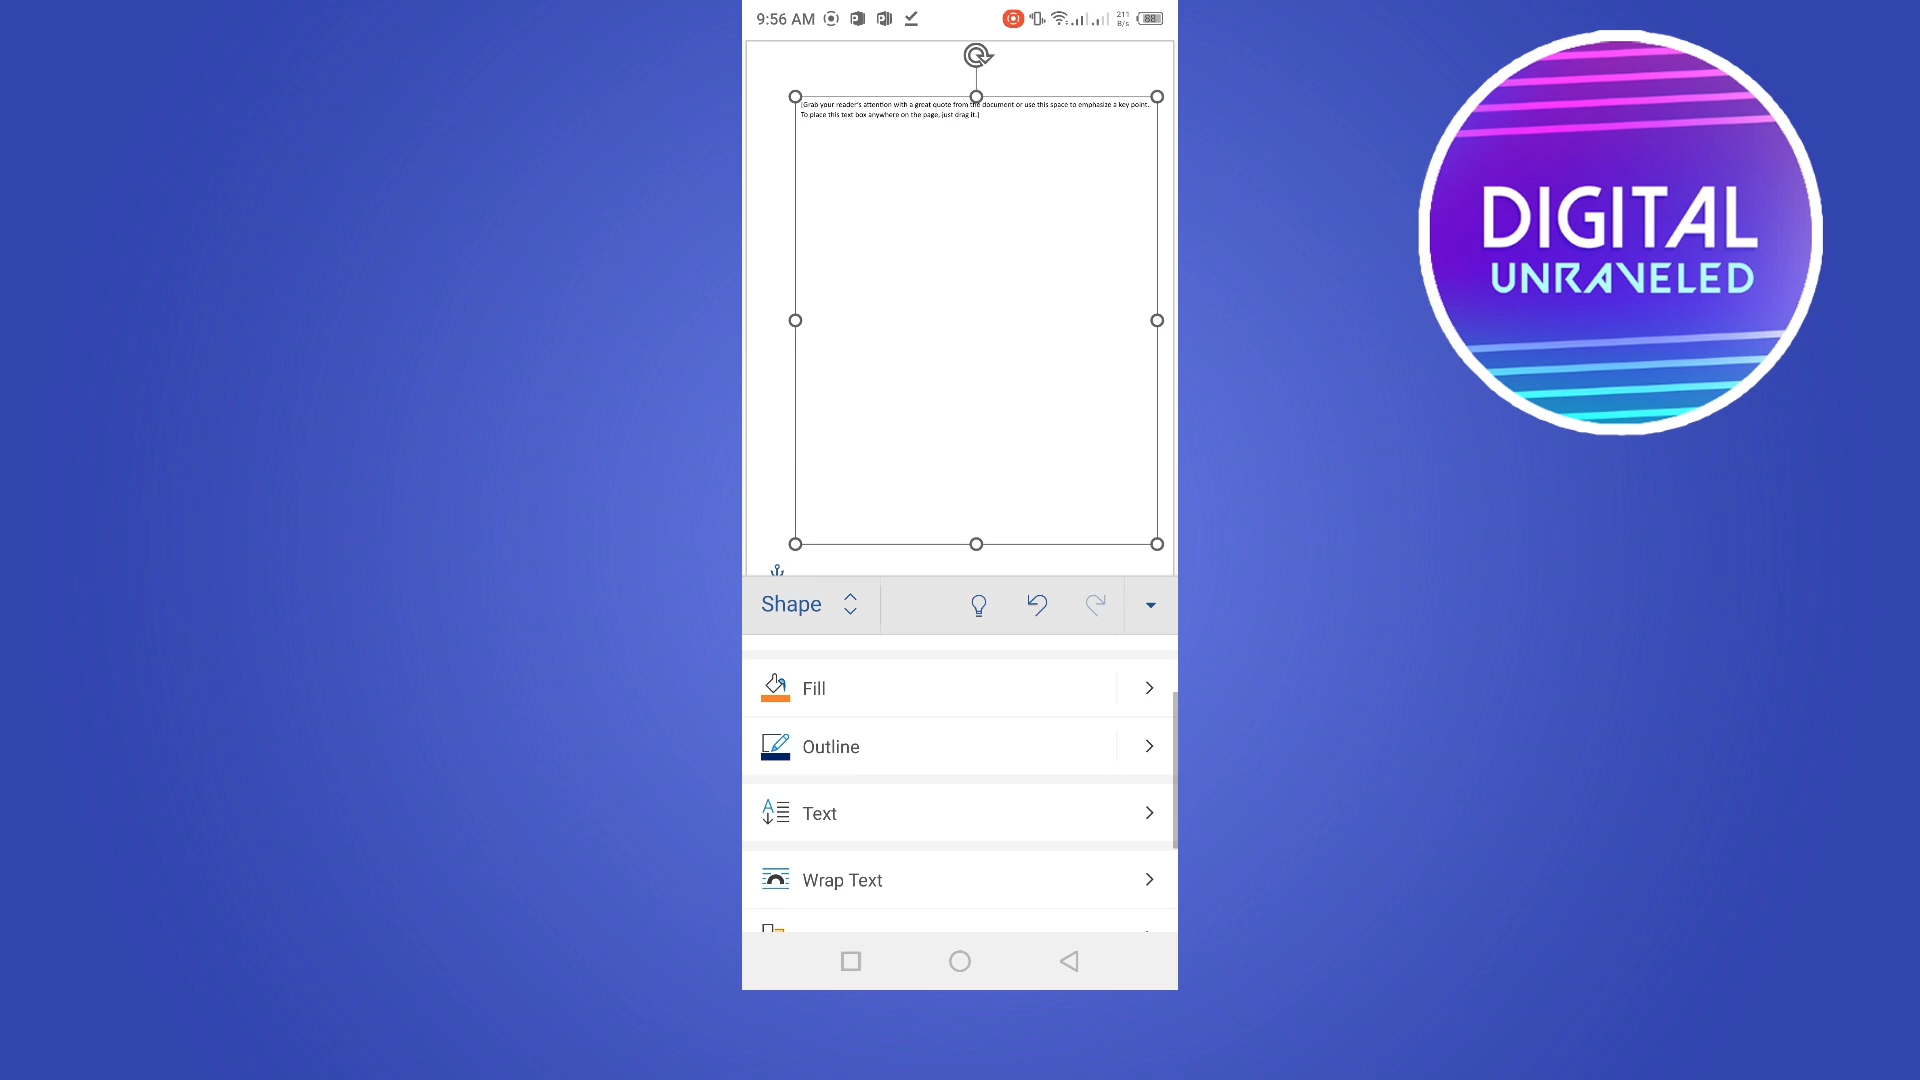 9:56 AM
211
B/s
88
[Grab your reader's attention with a great quote from the document or use this space to emphasize a key point.
To place this text box anywhere on the page, just drag it.]
Shape
Fill
Outline
Text
Wrap Text
DIGITAL
UNRAVELED